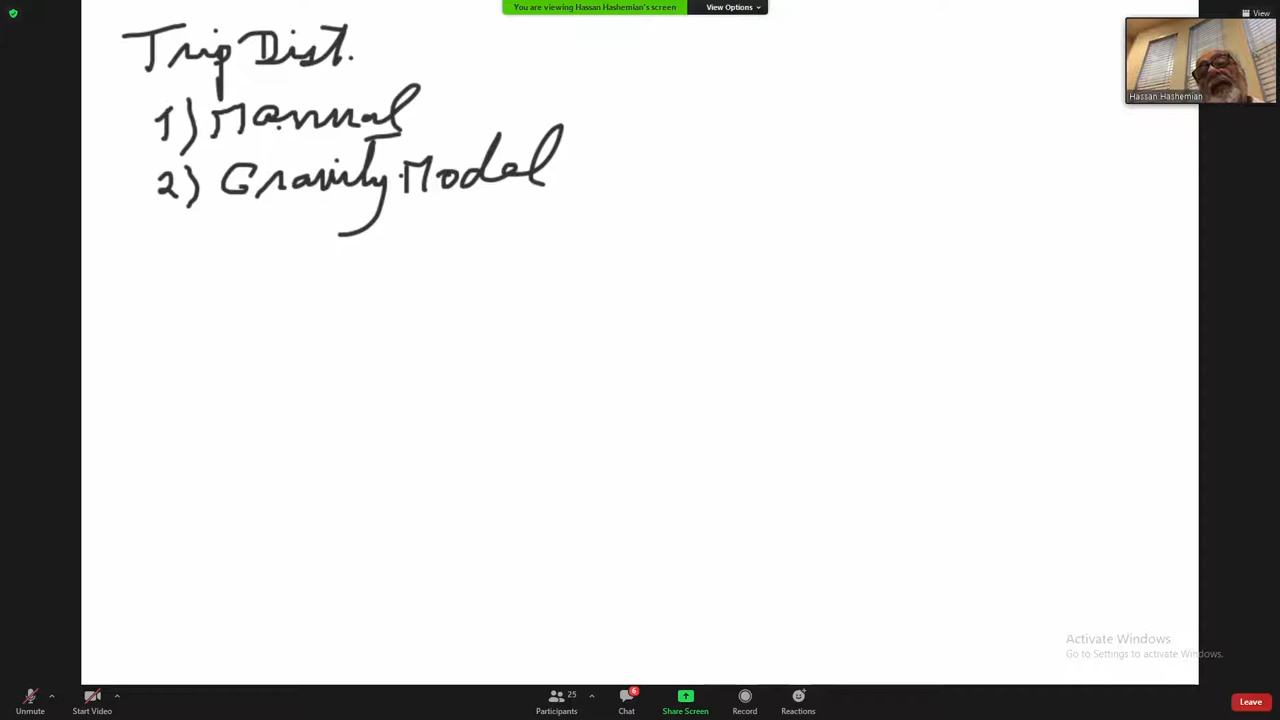 You are viewing Hassan Hashemian's screen
View Options
View
Trip Dist.
Hassan Hashemian
1) Manual
2) Gravity Model
Activate Windows
Go to Settings to activate Windows.
Unmute
Start Video
25
Participants
6
Chat
Share Screen
Record
Reactions
Leave